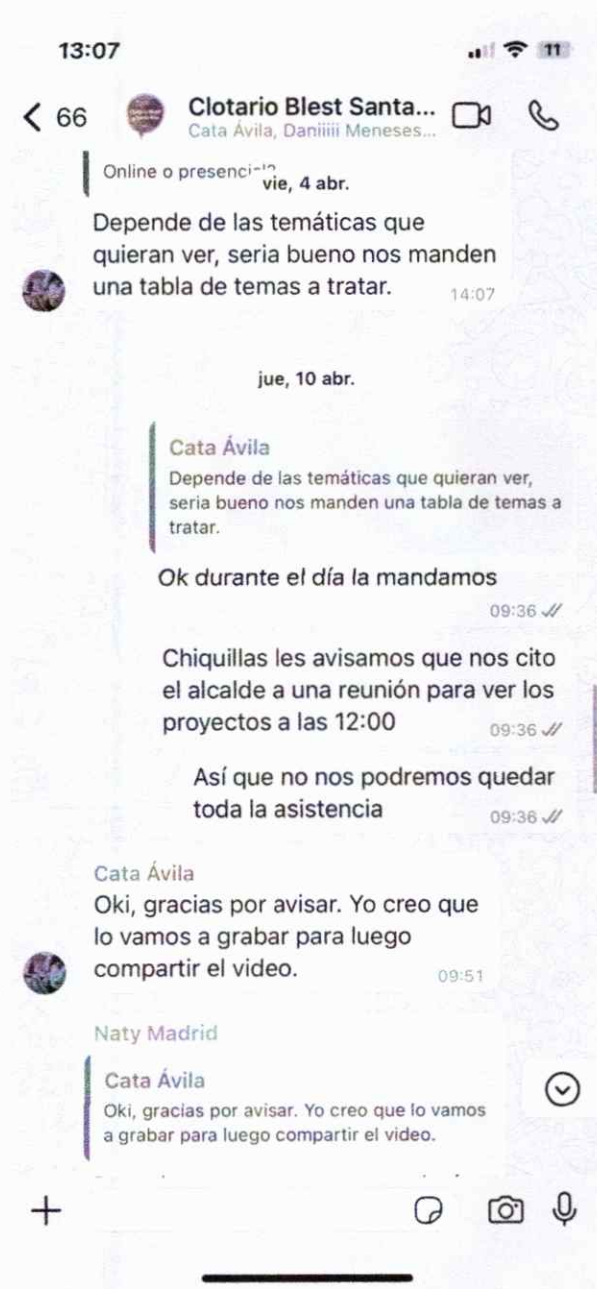 13:07
11
66
Clotario Blest Santa...
Cata Ávila, Daniiiii Meneses...
Online o
vie, 4 abr.
Depende de las temáticas que
quieran ver, seria bueno nos manden
una tabla de temas a tratar.
14:07
jue, 10 abr.
Cata Ávila
Depende de las temáticas que quieran ver,
seria bueno nos manden una tabla de temas a
tratar.
Ok durante el día la mandamos
09:36
Chiquillas les avisamos que nos cito
el alcalde a una reunión para ver los
proyectos a las 12:00
09:36
Así que no nos podremos quedar
toda la asistencia
09:36
Cata Ávila
Oki, gracias por avisar. Yo creo que
lo vamos a grabar para luego
compartir el video.
09:51
Naty Madrid
Cata Ávila
Oki, gracias por avisar. Yo creo que lo vamos
a grabar para luego compartir el video.